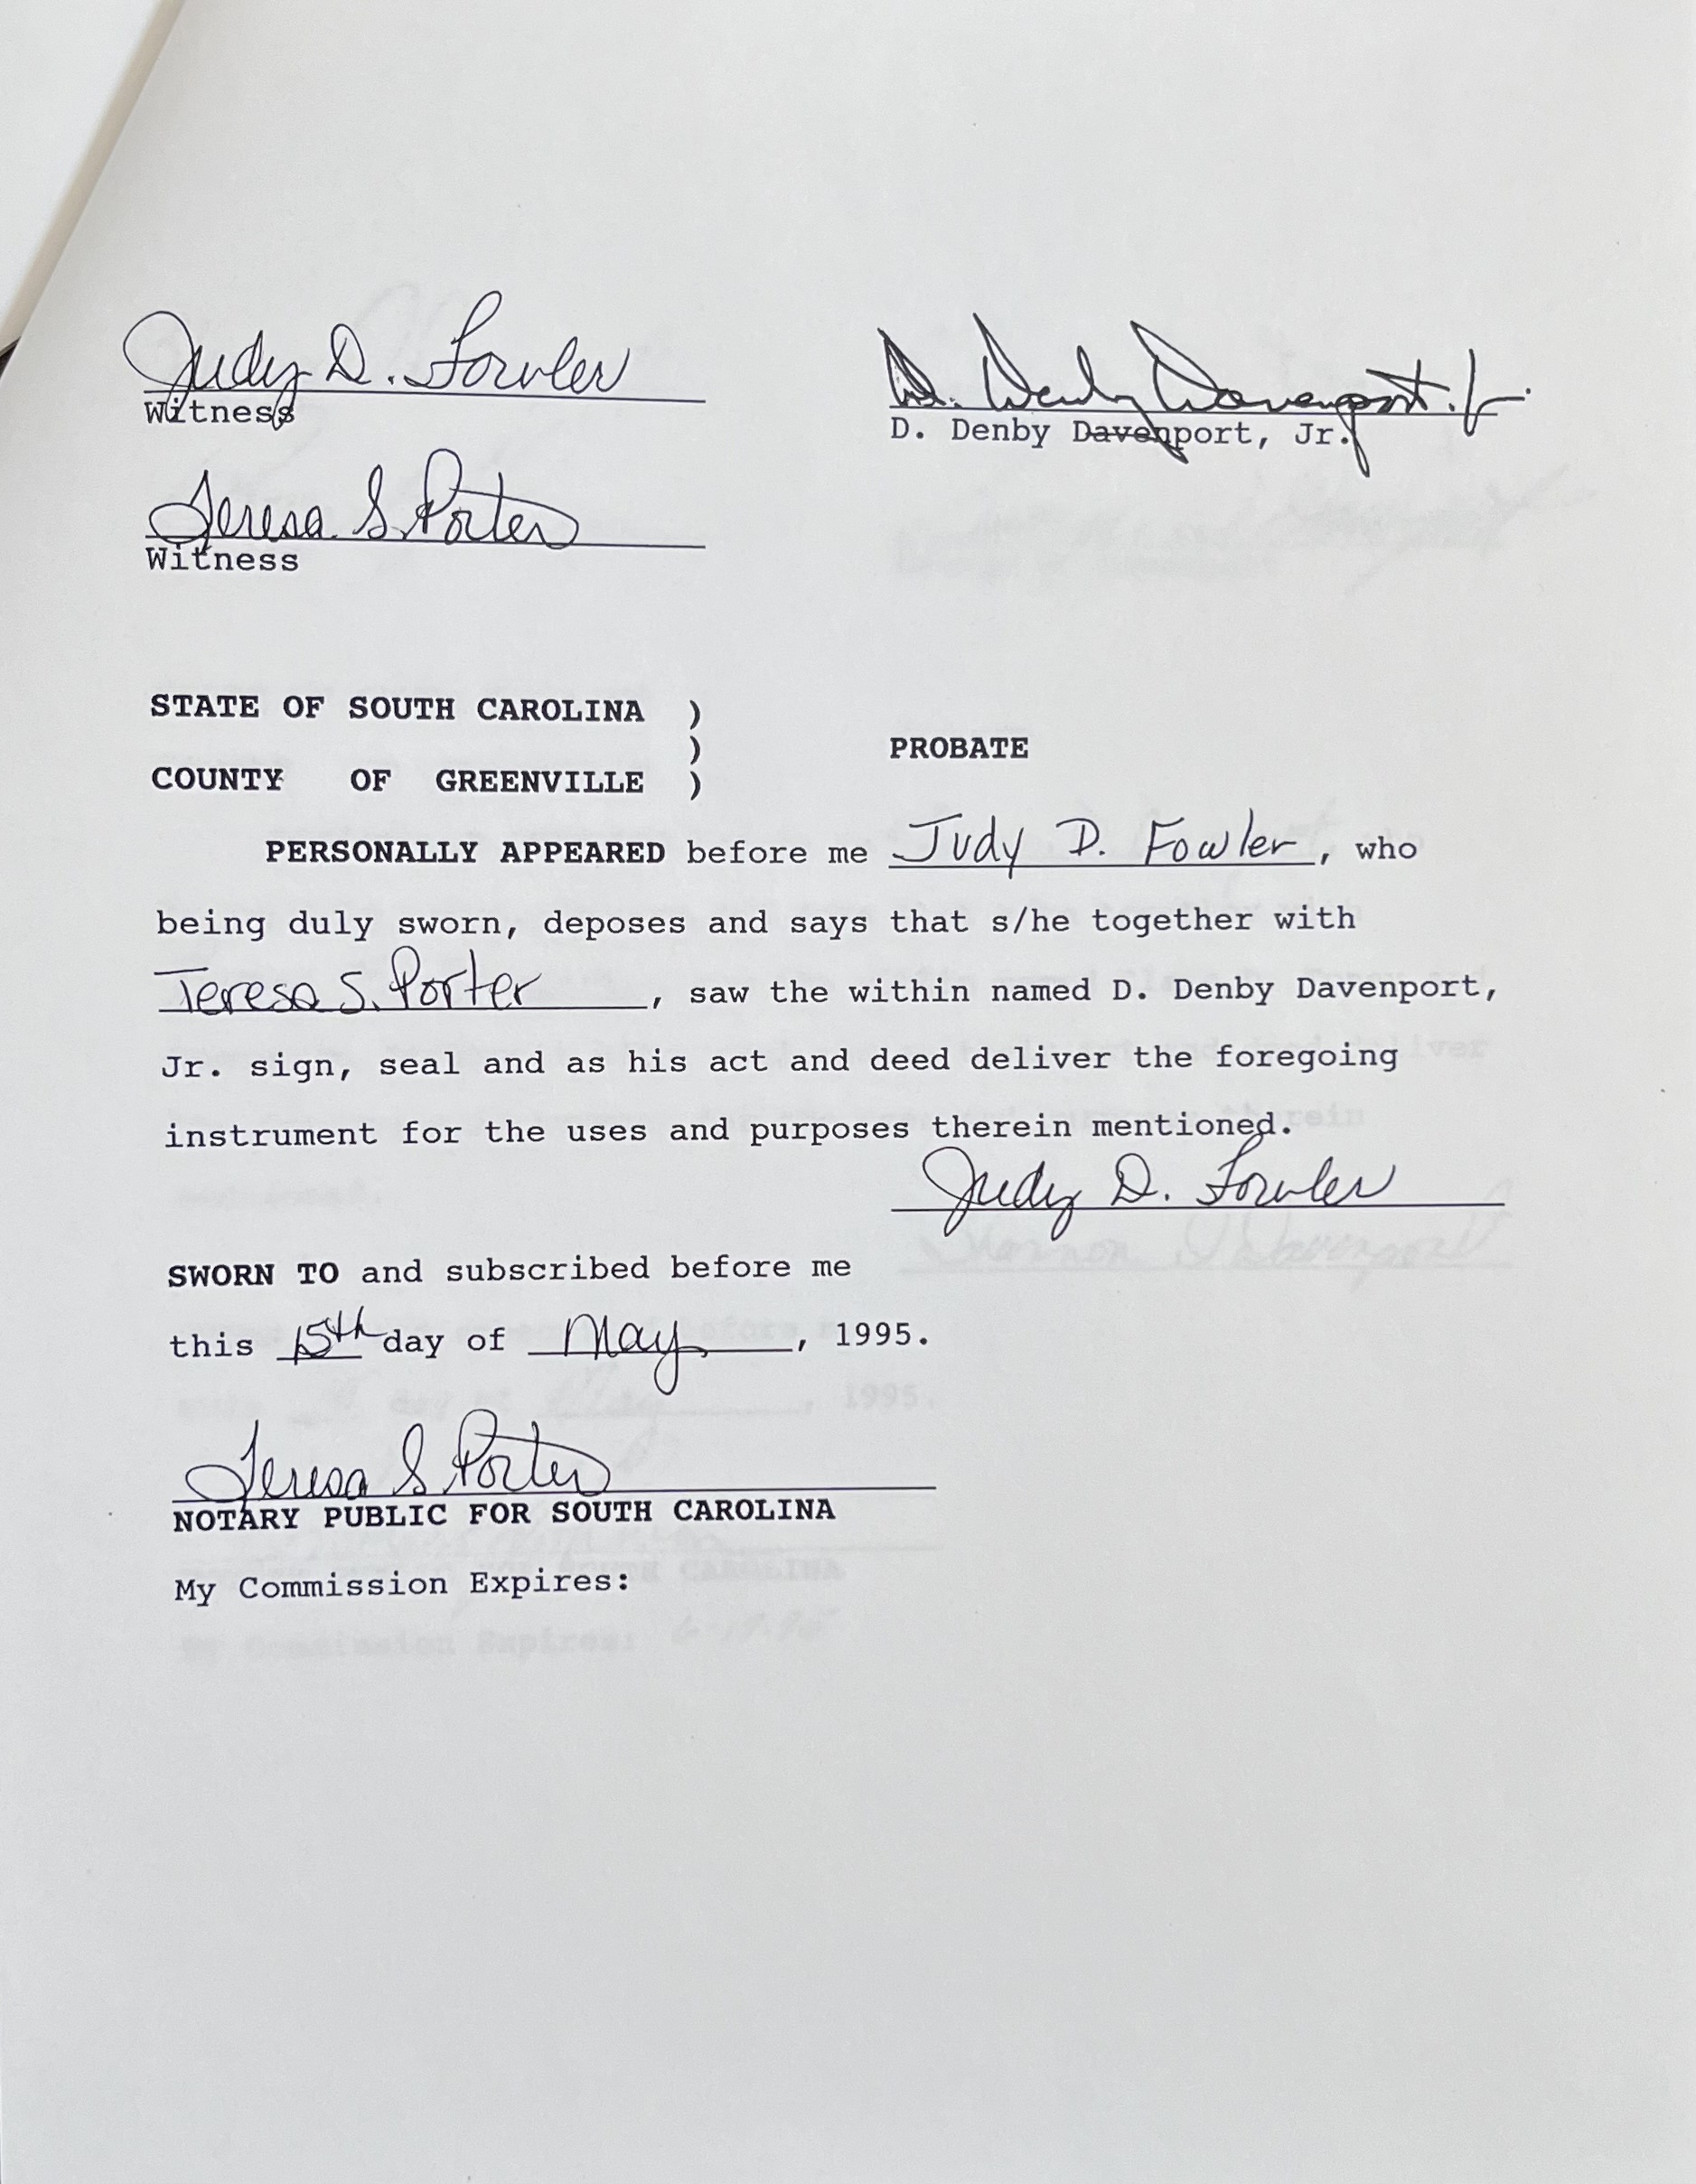 Judy D. Fowler
Witness
D. Denby Davenport, Jr.
D. Denby Davenport, Jr.
Teresa S. Porter
Witness
STATE OF SOUTH CAROLINA )
) PROBATE
COUNTY OF GREENVILLE )
PERSONALLY APPEARED before me Judy D. Fowler, who
being duly sworn, deposes and says that s/he together with
Teresa S. Porter, saw the within named D. Denby Davenport,
Jr. sign, seal and as his act and deed deliver the foregoing
instrument for the uses and purposes therein mentioned.
Judy D. Fowler
SWORN TO and subscribed before me
this 15th day of May, 1995.
Teresa S Porter
NOTARY PUBLIC FOR SOUTH CAROLINA
My Commission Expires: